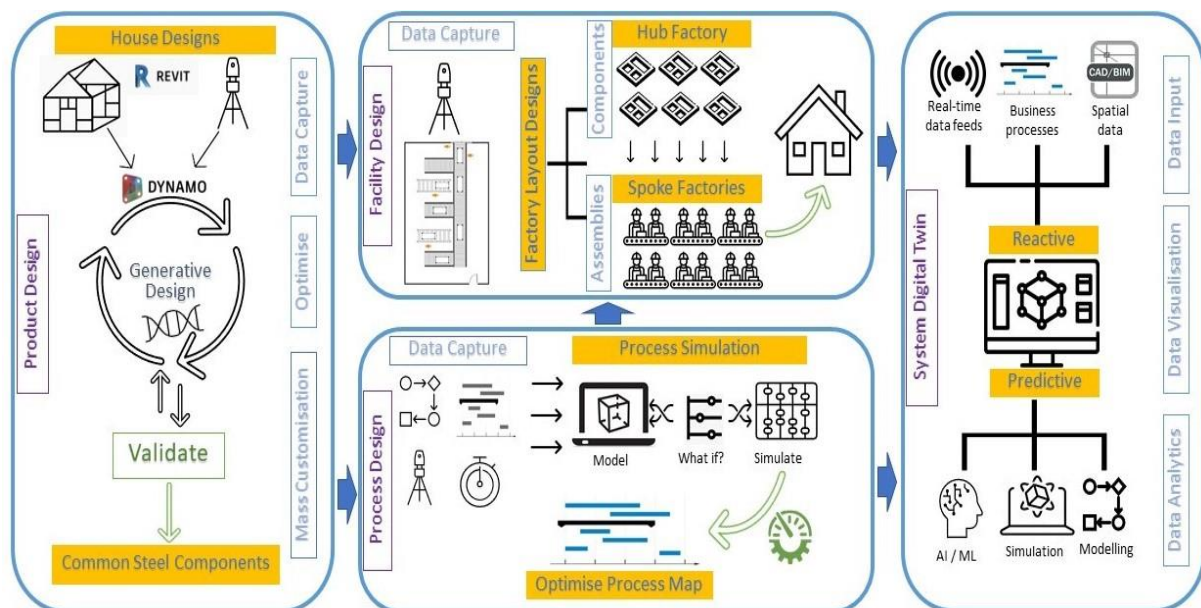 House Designs
R REVIT
DYNAMO
Generative
Design
Validate
Common Steel Components
Product Design
Data Capture
Optimise
Mass Customisation
Data Capture
Facility Design
Factory Layout Designs
Components
Assemblies
Hub Factory
Spoke Factories
Data Capture
Process Simulation
Process Design
Model
What if?
Simulate
Optimise Process Map
Real-time
data feeds
Business
processes
CAD/BIM
Spatial
data
Reactive
Predictive
AI / ML
Simulation
Modelling
System Digital Twin
Data Input
Data Visualisation
Data Analytics